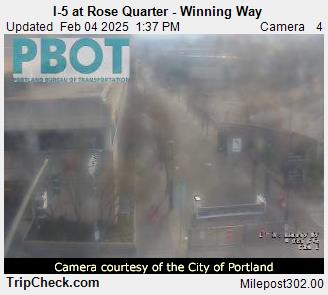 I-5 at Rose Quarter - Winning Way
Updated Feb 04 2025 1:37 PM Camera 4
PBOT
PORTLAND BUREAU OF TRANSPORTATION
Camera courtesy of the City of Portland
TripCheck.com Milepost302.00